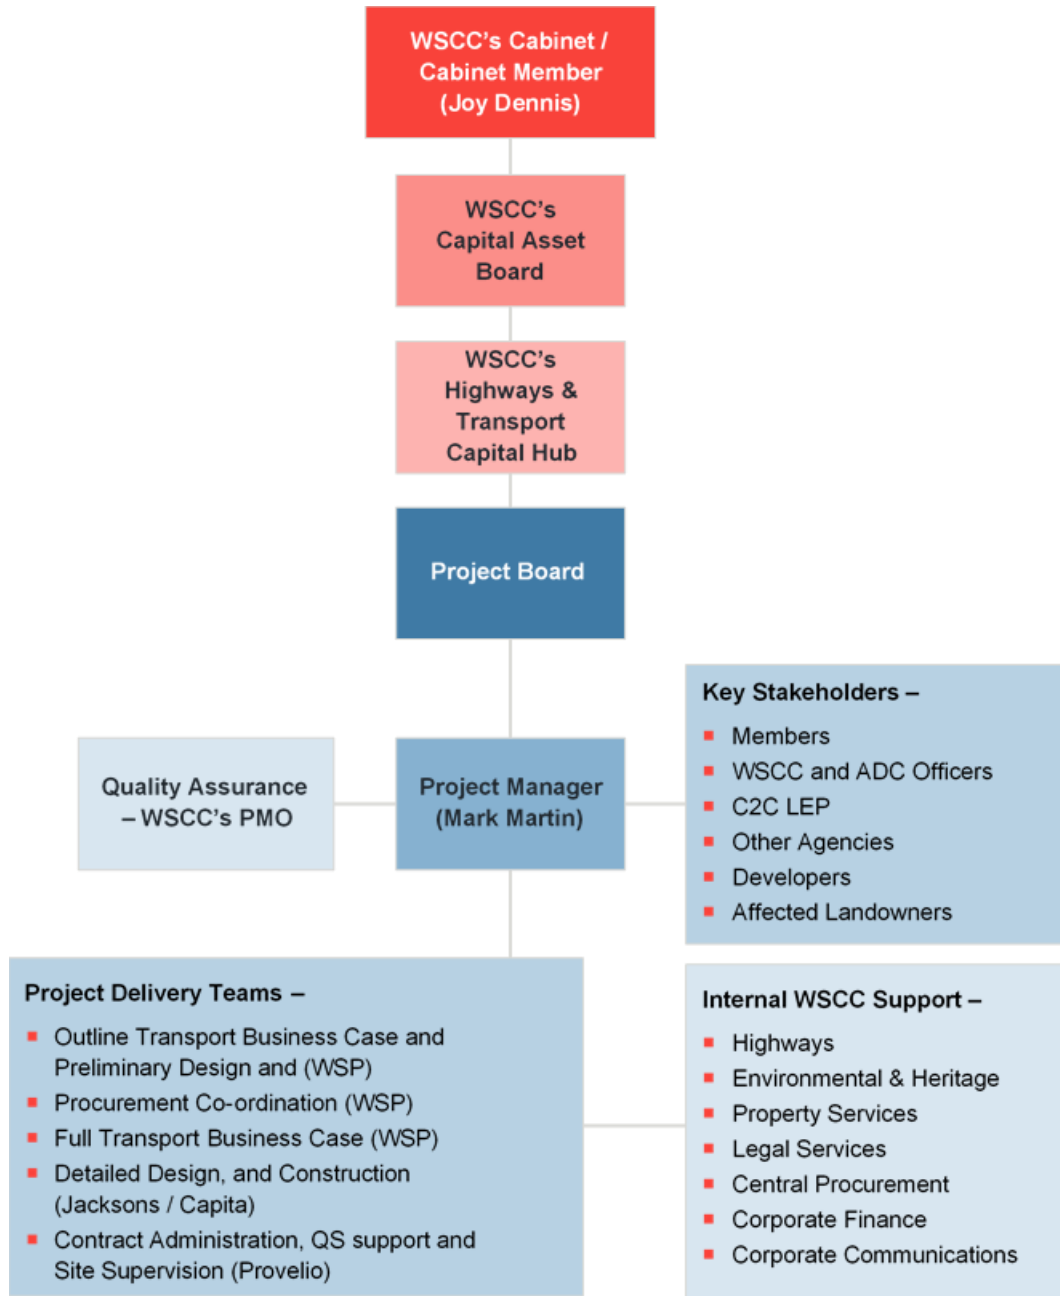 WSCC's Cabinet /
Cabinet Member
(Joy Dennis)
WSCC's
Capital Asset
Board
WSCC's
Highways &
Transport
Capital Hub
Project Board
Quality Assurance
– WSCC's PMO
Project Manager
(Mark Martin)
Key Stakeholders –
Members
WSCC and ADC Officers
C2C LEP
Other Agencies
Developers
Affected Landowners
Project Delivery Teams –
Outline Transport Business Case and
Preliminary Design and (WSP)
Procurement Co-ordination (WSP)
Full Transport Business Case (WSP)
Detailed Design, and Construction
(Jacksons / Capita)
Contract Administration, QS support and
Site Supervision (Provelio)
Internal WSCC Support –
Highways
Environmental & Heritage
Property Services
Legal Services
Central Procurement
Corporate Finance
Corporate Communications